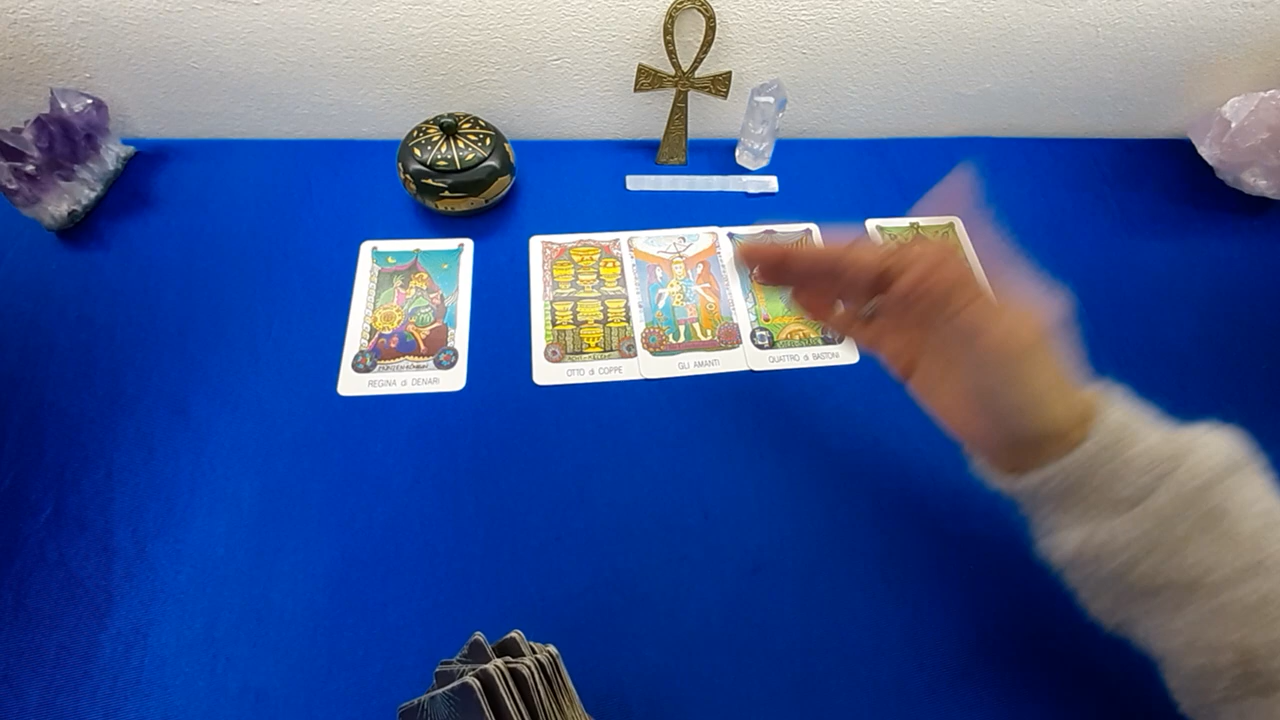 REGINA di DENARI
OTTO di COPPE
GLI AMANTI
QUATTRO di BASTONI